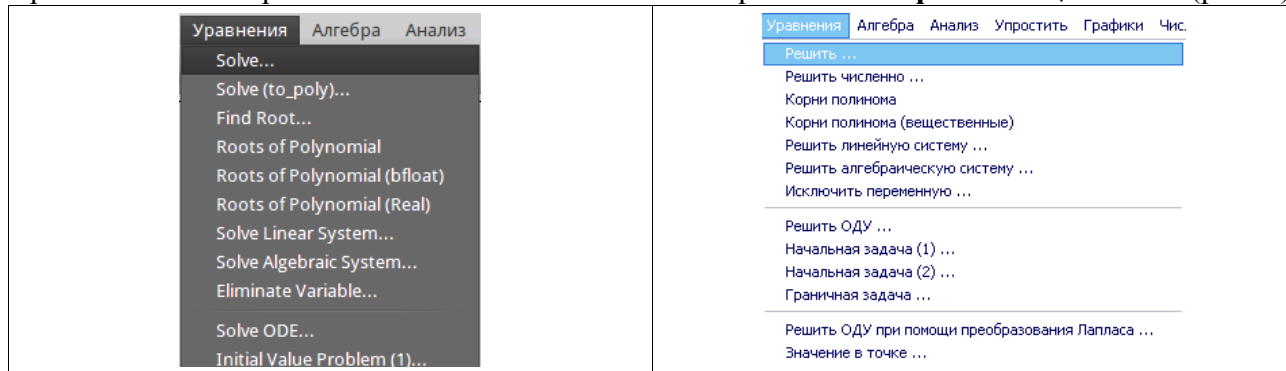 Уравнения Алгебра Анализ
Solve...
Solve (to_poly)...
Find Root...
Roots of Polynomial
Roots of Polynomial (bfloat)
Roots of Polynomial (Real)
Solve Linear System...
Solve Algebraic System...
Eliminate Variable...
Solve ODE...
Initial Value Problem (1)...
Уравнения Алгебра Анализ Упростить Графики Чис.
Решить ...
Решить численно ...
Корни полинома
Корни полинома (вещественные)
Решить линейную систему ...
Решить алгебраическую систему ...
Исключить переменную ...
Решить ОДУ ...
Начальная задача (1) ...
Начальная задача (2) ...
Граничная задача ...
Решить ОДУ при помощи преобразования Лапласа ...
Значение в точке ...